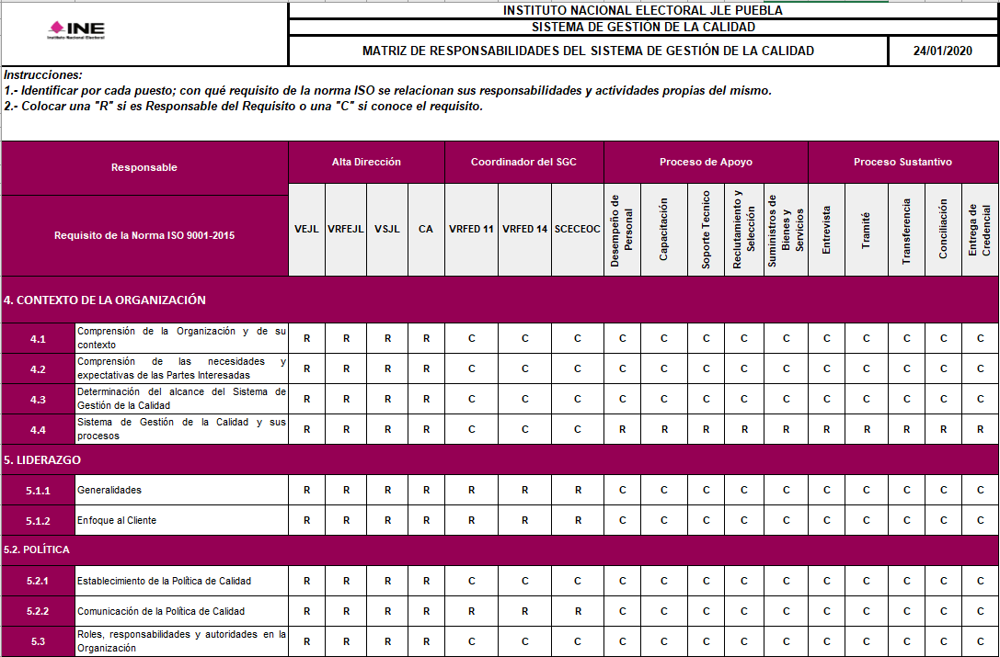 INE
Instituto Nacional Electoral
INSTITUTO NACIONAL ELECTORAL JLE PUEBLA
SISTEMA DE GESTIÓN DE LA CALIDAD
MATRIZ DE RESPONSABILIDADES DEL SISTEMA DE GESTIÓN DE LA CALIDAD 24/01/2020
Instrucciones:
1.- Identificar por cada puesto; con qué requisito de la norma ISO se relacionan sus responsabilidades y actividades propias del mismo.
2.- Colocar una "R" si es Responsable del Requisito o una "C" si conoce el requisito.
Responsable Alta Dirección Coordinador del SGC Proceso de Apoyo Proceso Sustantivo
Requisito de la Norma ISO 9001-2015 VEJL VRFEJL VSJL CA VRFED 11 VRFED 14 SCECEOC
Desempeño de
Personal
Capacitación
Soporte Tecnico
Reclutamiento y
Selección
Suministros de
Bienes y
Servicios
Entrevista
Tramité
Transferencia
Conciliación
Entrega de
Credencial
4. CONTEXTO DE LA ORGANIZACIÓN
4.1 Comprensión de la Organización y de su
contexto R R R R C C C C C C C C C C C C C
4.2 Comprensión de las necesidades y
expectativas de las Partes Interesadas R R R R C C C C C C C C C C C C C
4.3 Determinación del alcance del Sistema de
Gestión de la Calidad R R R R C C C C C C C C C C C C C
4.4 Sistema de Gestión de la Calidad y sus
procesos R R R R C C C R R R R R R R R R R
5. LIDERAZGO
5.1.1 Generalidades R R R R R R R C C C C C C C C C C
5.1.2 Enfoque al Cliente R R R R R R R C C C C C C C C C C
5.2. POLÍTICA
5.2.1 Establecimiento de la Política de Calidad R R R R C C C C C C C C C C C C C
5.2.2 Comunicación de la Política de Calidad R R R R R R R C C C C C C C C C C
5.3 Roles, responsabilidades y autoridades en la
Organización R R R R C C C C C C C C C C C C C